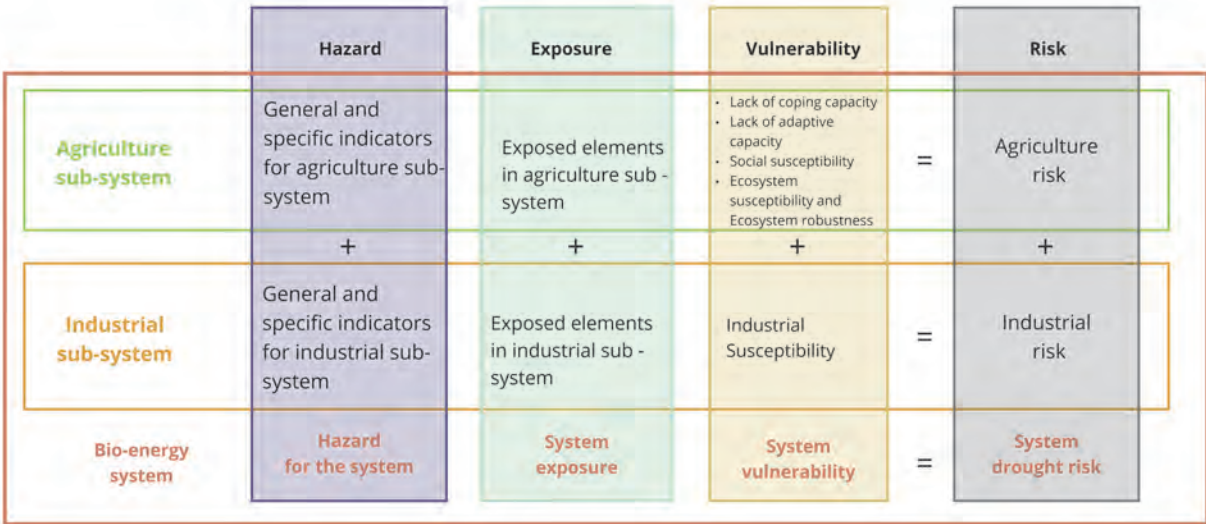 Hazard
Exposure
Vulnerability
Risk
Agriculture
sub-system
General and
specific indicators
for agriculture sub-
system
Exposed elements
in agriculture sub -
system
• Lack of coping capacity
• Lack of adaptive
capacity
• Social susceptibility
• Ecosystem
susceptibility and
Ecosystem robustness
=
Agriculture
risk
+
+
+
+
Industrial
sub-system
General and
specific indicators
for industrial sub-
system
Exposed elements
in industrial sub -
system
Industrial
Susceptibility
=
Industrial
risk
Bio-energy
system
Hazard
for the system
System
exposure
System
vulnerability
=
System
drought risk